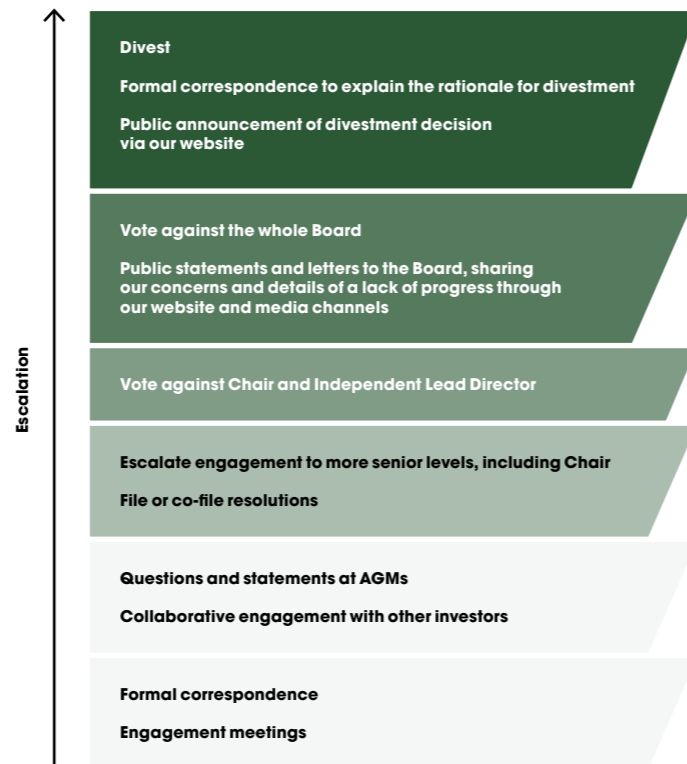 Divest
Formal correspondence to explain the rationale for divestment
Public announcement of divestment decision
via our website
Vote against the whole Board
Public statements and letters to the Board, sharing
our concerns and details of a lack of progress through
our website and media channels
Escalation
Vote against Chair and Independent Lead Director
Escalate engagement to more senior levels, including Chair
File or co-file resolutions
Questions and statements at AGMs
Collaborative engagement with other investors
Formal correspondence
Engagement meetings